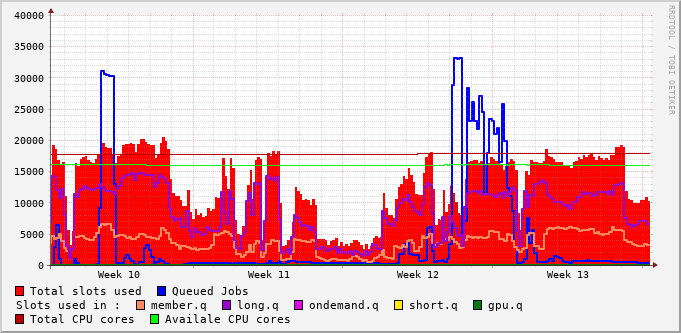 40000
35000
30000
25000
20000
15000
10000
5000
0
Week 10 Week 11 Week 12 Week 13
RRDTOOL / TOBI OETIKER
Total slots used Queued Jobs
Slots used in : member.q long.q ondemand.q short.q gpu.q
Total CPU cores Availale CPU cores